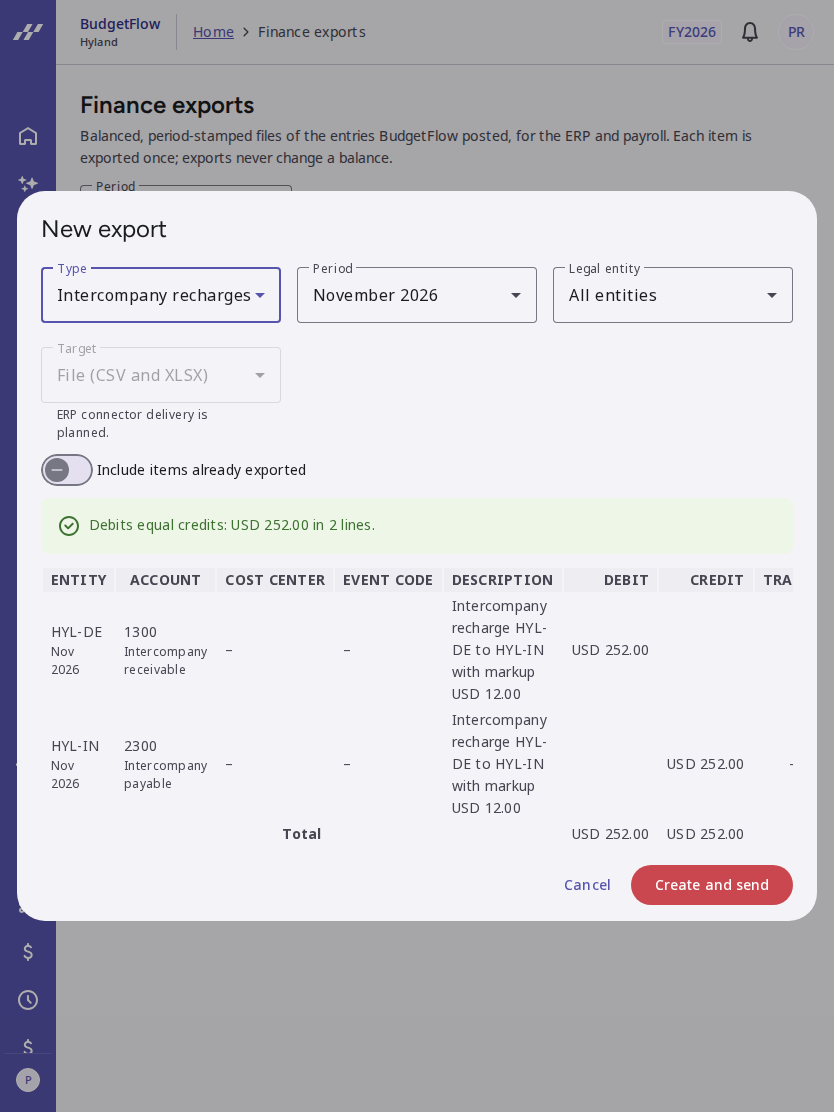 BudgetFlow
Hyland
Home > Finance exports
FY2026
PR
Finance exports
Balanced, period-stamped files of the entries BudgetFlow posted, for the ERP and payroll. Each item is
exported once; exports never change a balance.
Period
New export
Type
Intercompany recharges
Period
November 2026
Legal entity
All entities
Target
File (CSV and XLSX)
ERP connector delivery is
planned.
Include items already exported
Debits equal credits: USD 252.00 in 2 lines.
ENTITY ACCOUNT COST CENTER EVENT CODE DESCRIPTION DEBIT CREDIT TRA
HYL-DE
Nov
2026
1300
Intercompany
receivable
–
–
Intercompany
recharge HYL-
DE to HYL-IN
with markup
USD 12.00
USD 252.00
HYL-IN
Nov
2026
2300
Intercompany
payable
–
–
Intercompany
recharge HYL-
DE to HYL-IN
with markup
USD 12.00
USD 252.00
-
Total USD 252.00 USD 252.00
Cancel
Create and send
P